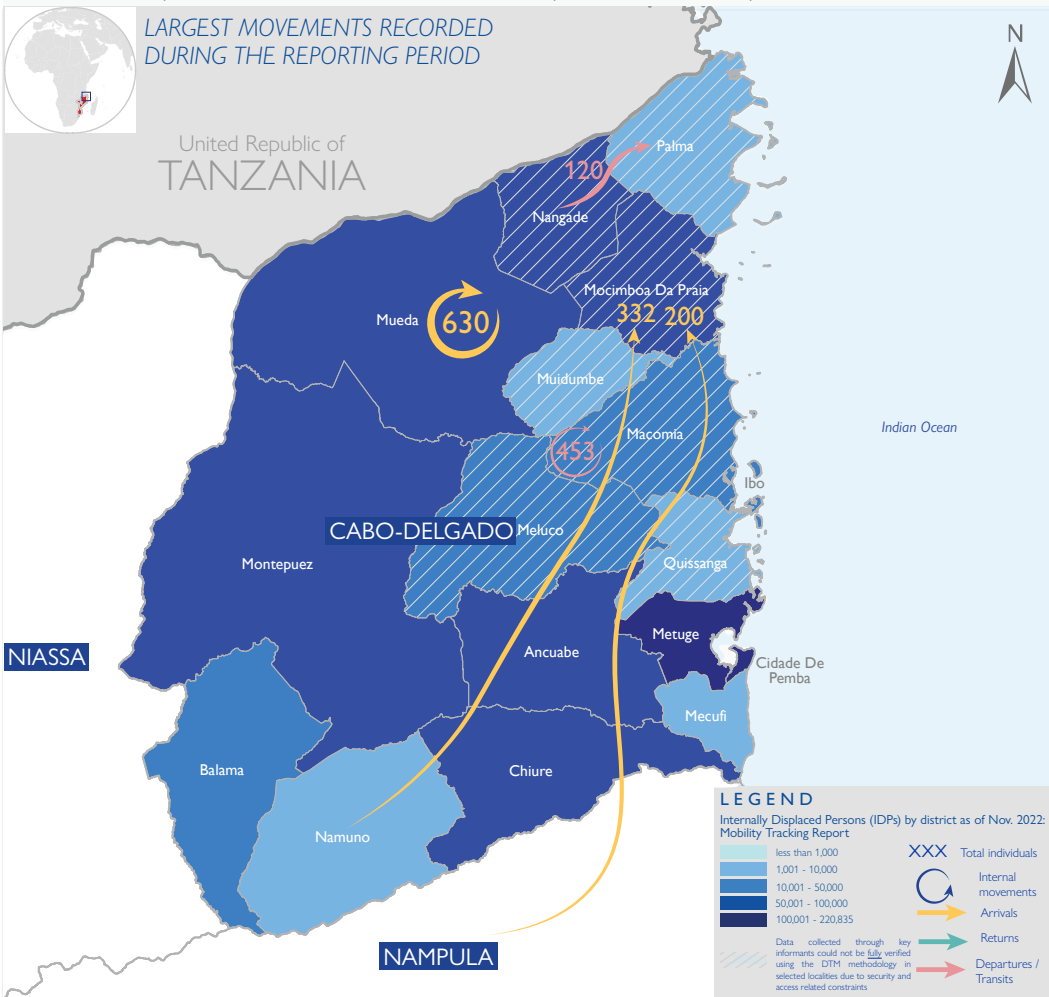 LARGEST MOVEMENTS RECORDED
DURING THE REPORTING PERIOD
N
United Republic of
TANZANIA
Palma
120
Nangade
Mocimboa Da Praia
332 200
Mueda
630
Muidumbe
Macomia
453
Indian Ocean
Ibo
CABO-DELGADO
Meluco
Montepuez
Quissanga
Metuge
NIASSA
Ancuabe
Cidade De
Pemba
Mecufi
Balama
Chiure
Namuno
NAMPULA
LEGEND
Internally Displaced Persons (IDPs) by district as of Nov. 2022:
Mobility Tracking Report
less than 1,000
1,001 - 10,000
10,001 - 50,000
50,001 - 100,000
100,001 - 220,835
Data collected through key
informants could not be fully verified
using the DTM methodology in
selected localities due to security and
access related constraints
XXX Total individuals
Internal
movements
Arrivals
Returns
Departures /
Transits